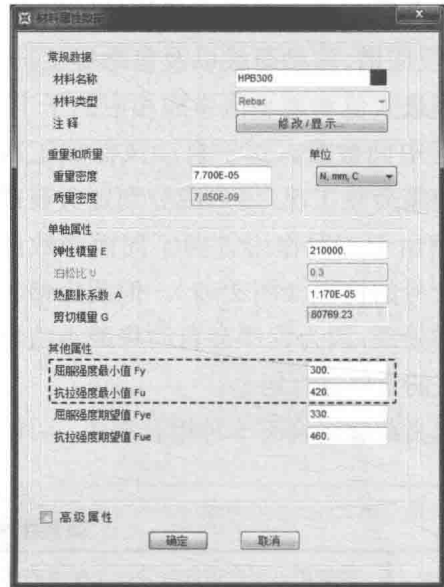 材料属性数据
常规数据
材料名称 HPB300
材料类型 Rebar
注释 修改/显示...
重量和质量 单位
重量密度 7.700E-05 N, mm, C
质量密度 7.850E-09
单轴属性
弹性模量 E 210000.
泊松比 U 0.3
热膨胀系数 A 1.170E-05
剪切模量 G 80769.23
其他属性
屈服强度最小值 Fy 300.
抗拉强度最小值 Fu 420.
屈服强度期望值 Fye 330.
抗拉强度期望值 Fue 460.
高级属性
确定 取消